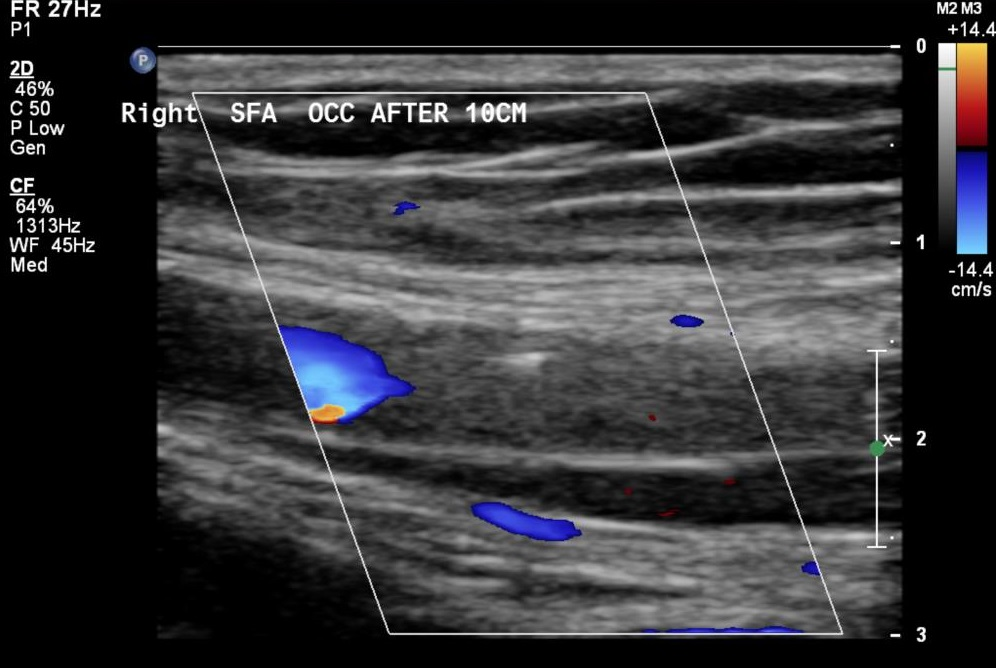 FR 27Hz
P1
2D
46%
C 50
P Low
Gen
CF
64%
1313Hz
WF 45Hz
Med
P
Right SFA OCC AFTER 10CM
M2 M3
+14.4
-14.4
cm/s
0
1
x
2
3